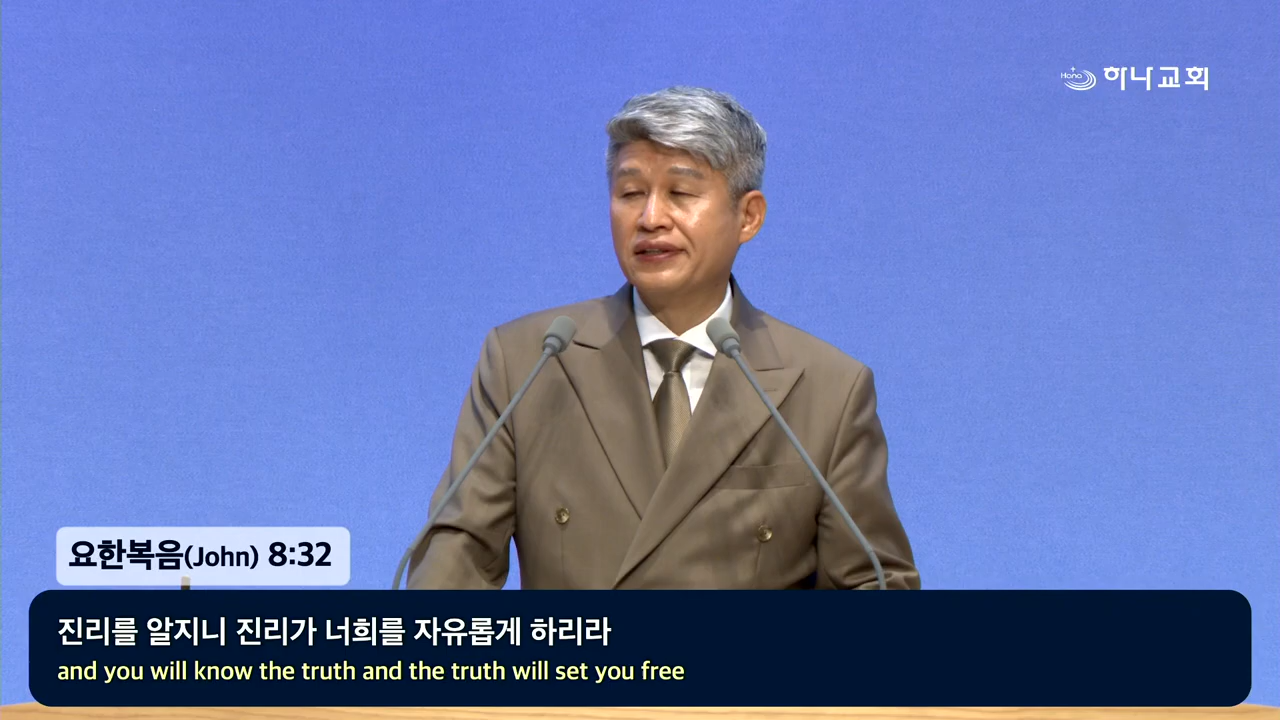 Hana 하나교회
요한복음(John) 8:32
진리를 알지니 진리가 너희를 자유롭게 하리라
and you will know the truth and the truth will set you free